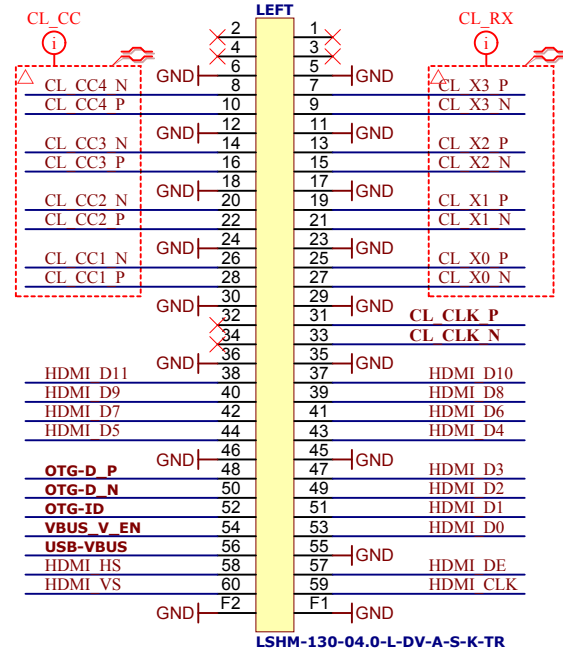 CL_CC LEFT CL_RX
i i
2 1
4 3
GND 6 5 GND
CL_CC4_N 8 7 CL_X3_P
CL_CC4_P 10 9 CL_X3_N
GND 12 11 GND
CL_CC3_N 14 13 CL_X2_P
CL_CC3_P 16 15 CL_X2_N
GND 18 17 GND
CL_CC2_N 20 19 CL_X1_P
CL_CC2_P 22 21 CL_X1_N
GND 24 23 GND
CL_CC1_N 26 25 CL_X0_P
CL_CC1_P 28 27 CL_X0_N
GND 30 29 GND
32 31 CL_CLK_P
34 33 CL_CLK_N
GND 36 35 GND
HDMI_D11 38 37 HDMI_D10
HDMI_D9 40 39 HDMI_D8
HDMI_D7 42 41 HDMI_D6
HDMI_D5 44 43 HDMI_D4
GND 46 45 GND
OTG-D_P 48 47 HDMI_D3
OTG-D_N 50 49 HDMI_D2
OTG-ID 52 51 HDMI_D1
VBUS_V_EN 54 53 HDMI_D0
USB-VBUS 56 55 GND
HDMI_HS 58 57 HDMI_DE
HDMI_VS 60 59 HDMI_CLK
GND F2 F1 GND
LSHM-130-04.0-L-DV-A-S-K-TR